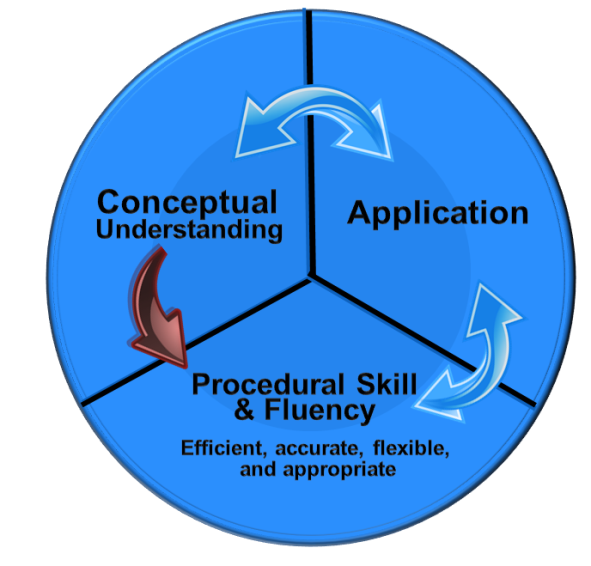 Conceptual
Understanding
Application
Procedural Skill
& Fluency
Efficient, accurate, flexible,
and appropriate